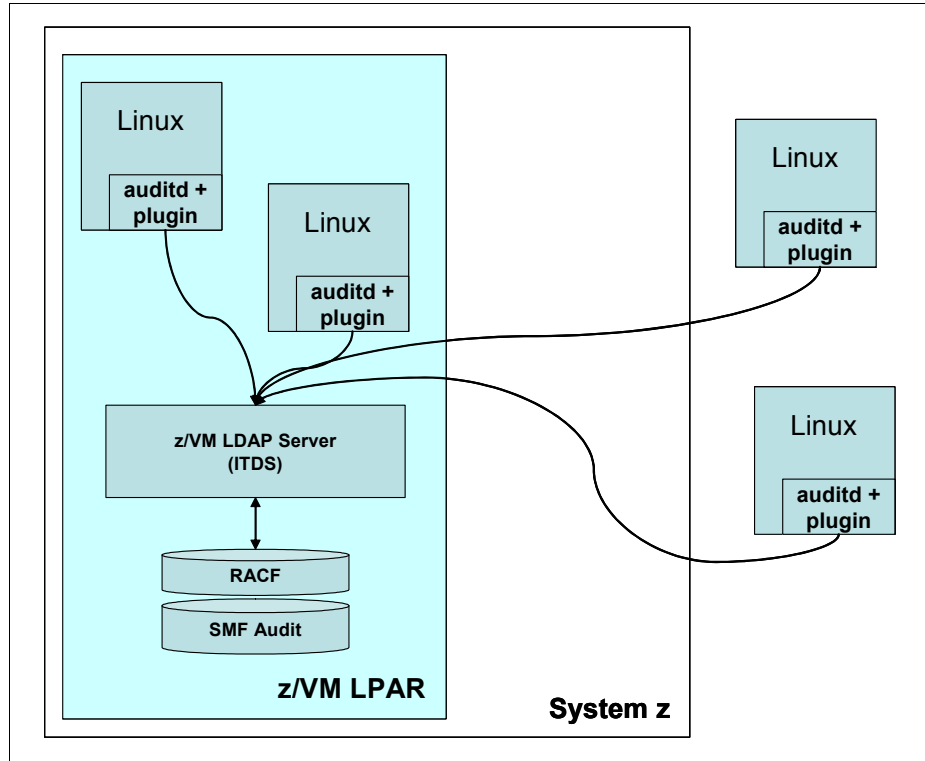 Linux
auditd +
plugin
Linux
auditd +
plugin
Linux
auditd +
plugin
Linux
auditd +
plugin
z/VM LDAP Server
(ITDS)
RACF
SMF Audit
z/VM LPAR
System z